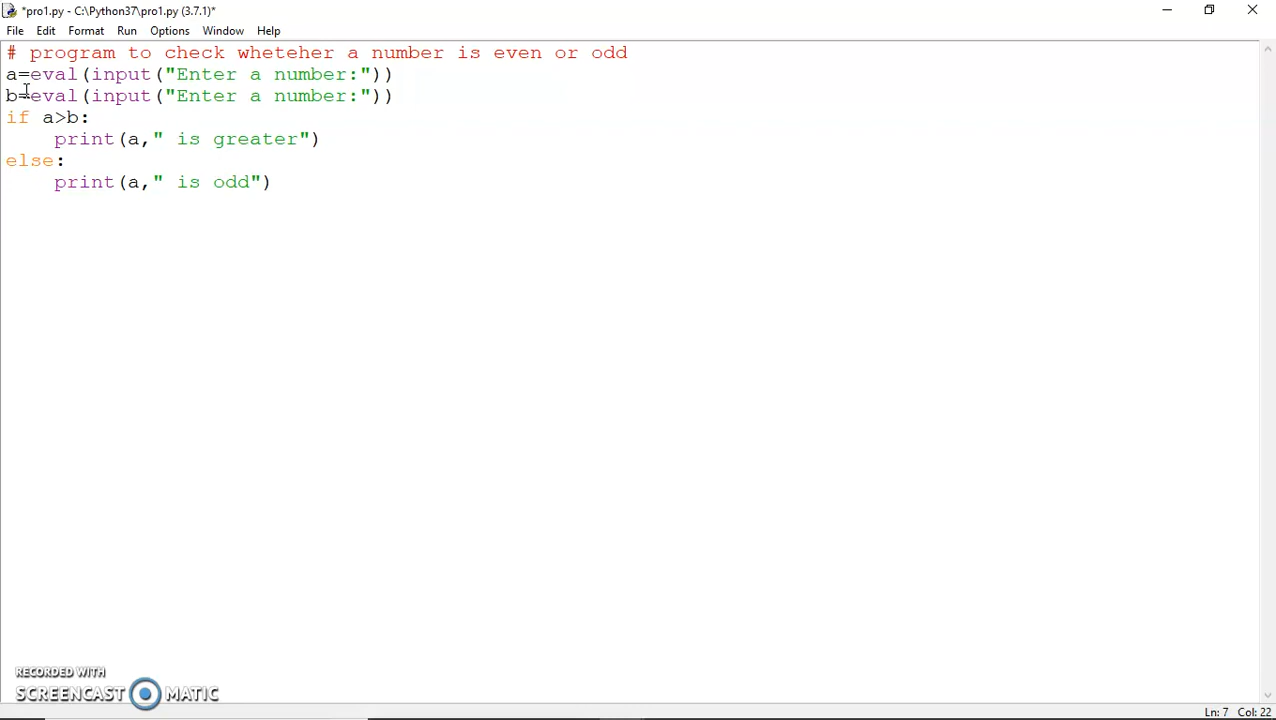 *pro1.py - C:\Python37\pro1.py (3.7.1)*
File Edit Format Run Options Window Help
# program to check wheteher a number is even or odd
a=eval(input("Enter a number:"))
b=eval(input("Enter a number:"))
if a>b:
    print(a," is greater")
else:
    print(a," is odd")
RECORDED WITH
SCREENCAST MATIC
Ln: 7 Col: 22